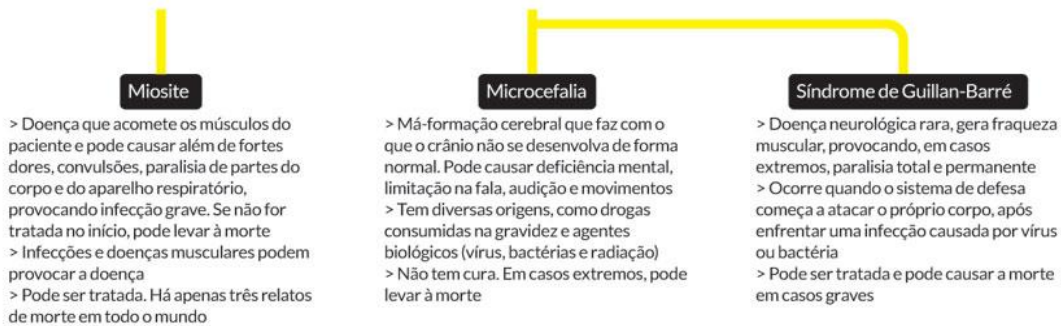 Miosite
> Doença que acomete os músculos do
paciente e pode causar além de fortes
dores, convulsões, paralisia de partes do
corpo e do aparelho respiratório,
provocando infecção grave. Se não for
tratada no início, pode levar à morte
> Infecções e doenças musculares podem
provocar a doença
> Pode ser tratada. Há apenas três relatos
de morte em todo o mundo
Microcefalia
> Má-formação cerebral que faz com o
que o crânio não se desenvolva de forma
normal. Pode causar deficiência mental,
limitação na fala, audição e movimentos
> Tem diversas origens, como drogas
consumidas na gravidez e agentes
biológicos (vírus, bactérias e radiação)
> Não tem cura. Em casos extremos, pode
levar à morte
Síndrome de Guillan-Barré
> Doença neurológica rara, gera fraqueza
muscular, provocando, em casos
extremos, paralisia total e permanente
> Ocorre quando o sistema de defesa
começa a atacar o próprio corpo, após
enfrentar uma infecção causada por vírus
ou bactéria
> Pode ser tratada e pode causar a morte
em casos graves